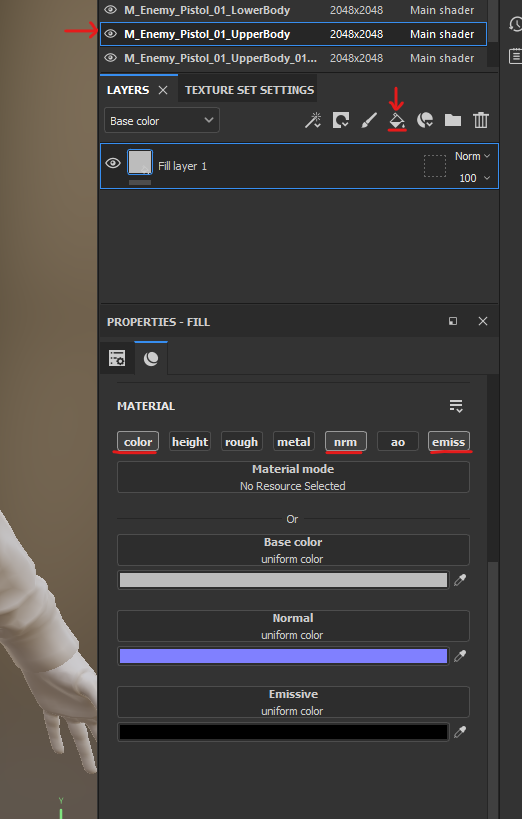 M_Enemy_Pistol_01_LowerBody 2048x2048 Main shader
M_Enemy_Pistol_01_UpperBody 2048x2048 Main shader
M_Enemy_Pistol_01_UpperBody_01... 2048x2048 Main shader
LAYERS TEXTURE SET SETTINGS
Base color
Fill layer 1
Norm
100
PROPERTIES - FILL
MATERIAL
color height rough metal nrm ao emiss
Material mode
No Resource Selected
Or
Base color
uniform color
Normal
uniform color
Emissive
uniform color
Y